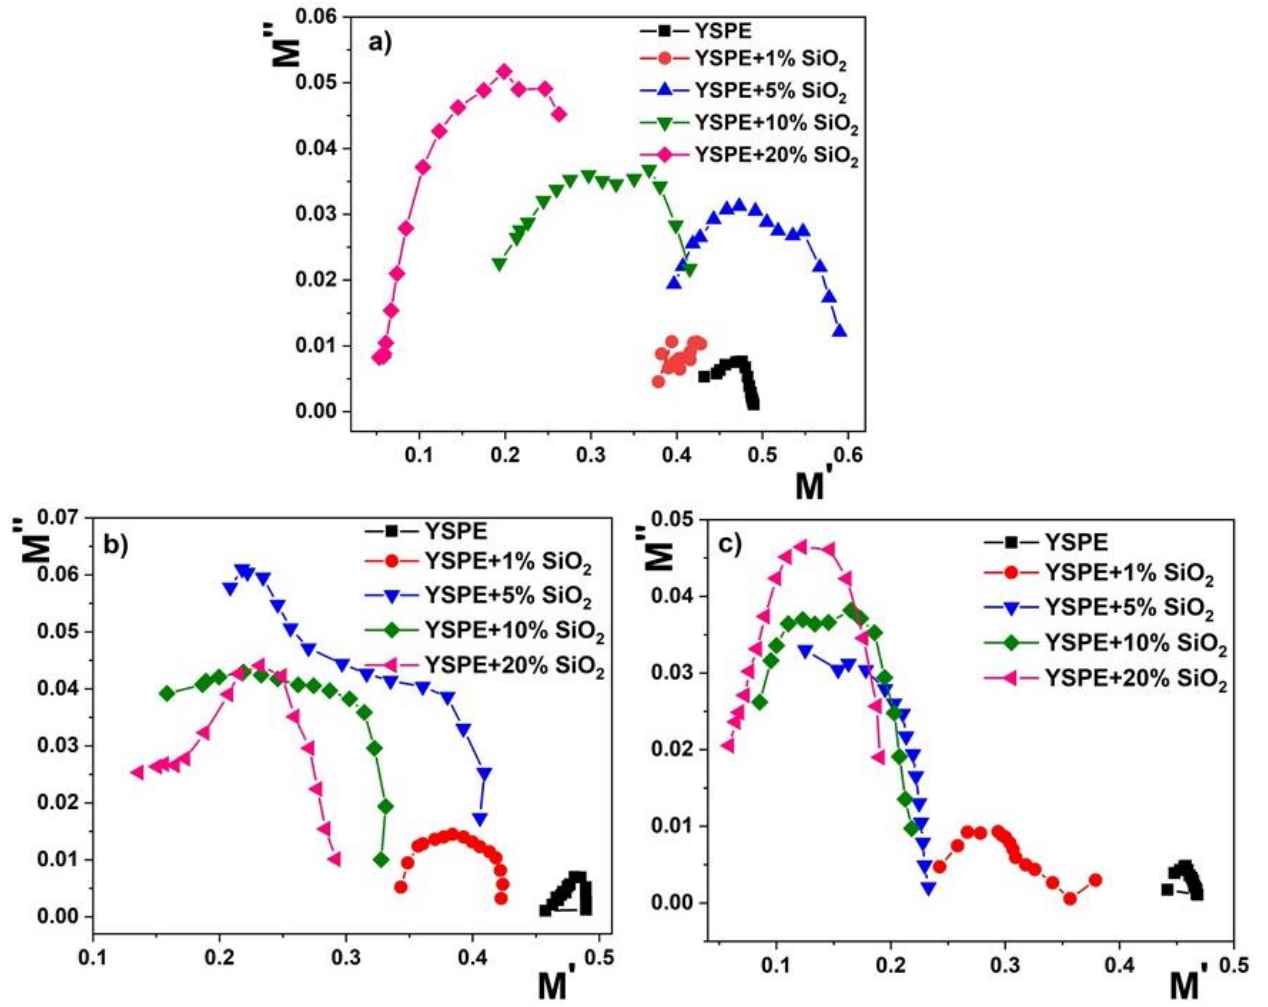 M''
a)
YSPE
YSPE+1% SiO₂
YSPE+5% SiO₂
YSPE+10% SiO₂
YSPE+20% SiO₂
0.06
0.05
0.04
0.03
0.02
0.01
0.00
0.1 0.2 0.3 0.4 0.5 0.6
M'
M''
b)
YSPE
YSPE+1% SiO₂
YSPE+5% SiO₂
YSPE+10% SiO₂
YSPE+20% SiO₂
0.07
0.06
0.05
0.04
0.03
0.02
0.01
0.00
0.1 0.2 0.3 0.4 0.5
M'
M''
c)
YSPE
YSPE+1% SiO₂
YSPE+5% SiO₂
YSPE+10% SiO₂
YSPE+20% SiO₂
0.05
0.04
0.03
0.02
0.01
0.00
0.1 0.2 0.3 0.4 0.5
M'